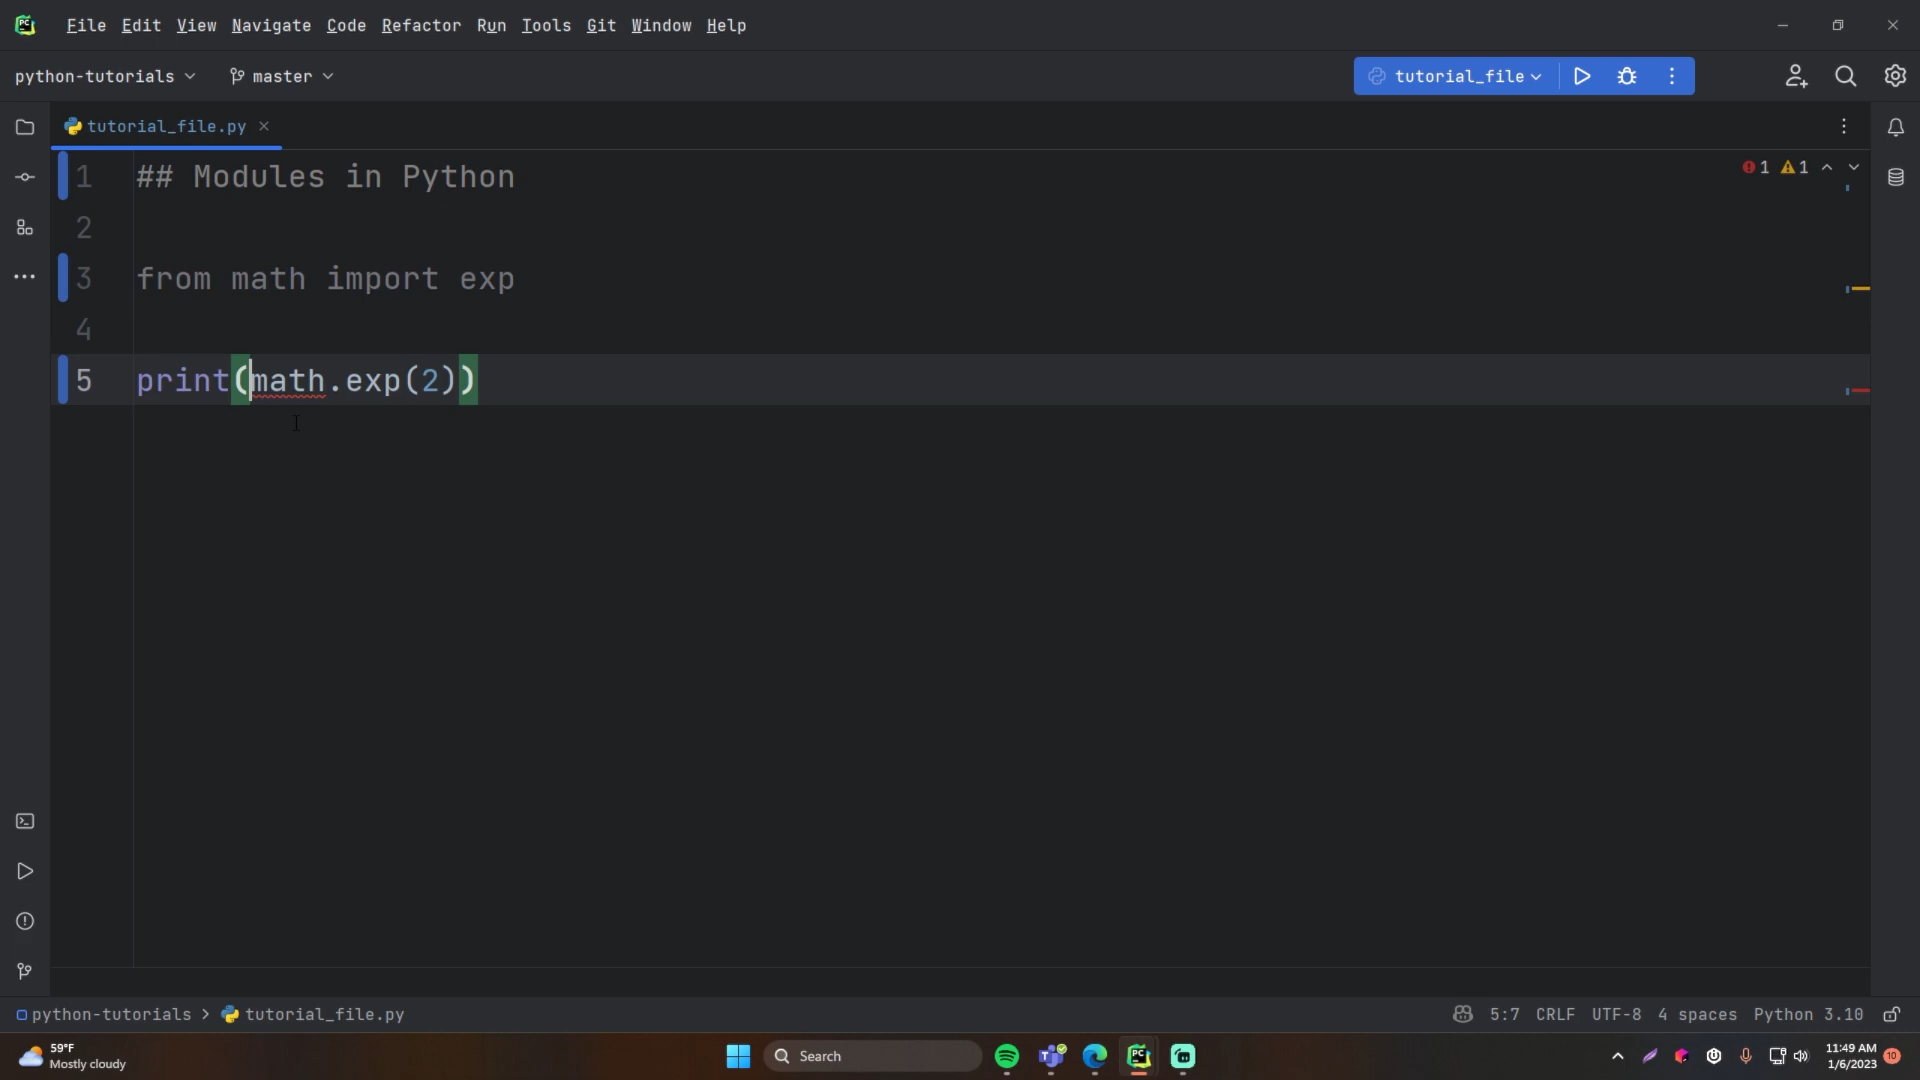 File Edit View Navigate Code Refactor Run Tools Git Window Help
python-tutorials master tutorial_file
tutorial_file.py
1 ## Modules in Python
1 1
2
3 from math import exp
4
5 print(math.exp(2))
python-tutorials > tutorial_file.py 5:7 CRLF UTF-8 4 spaces Python 3.10
59°F
Mostly cloudy
Search
11:49 AM
1/6/2023
10